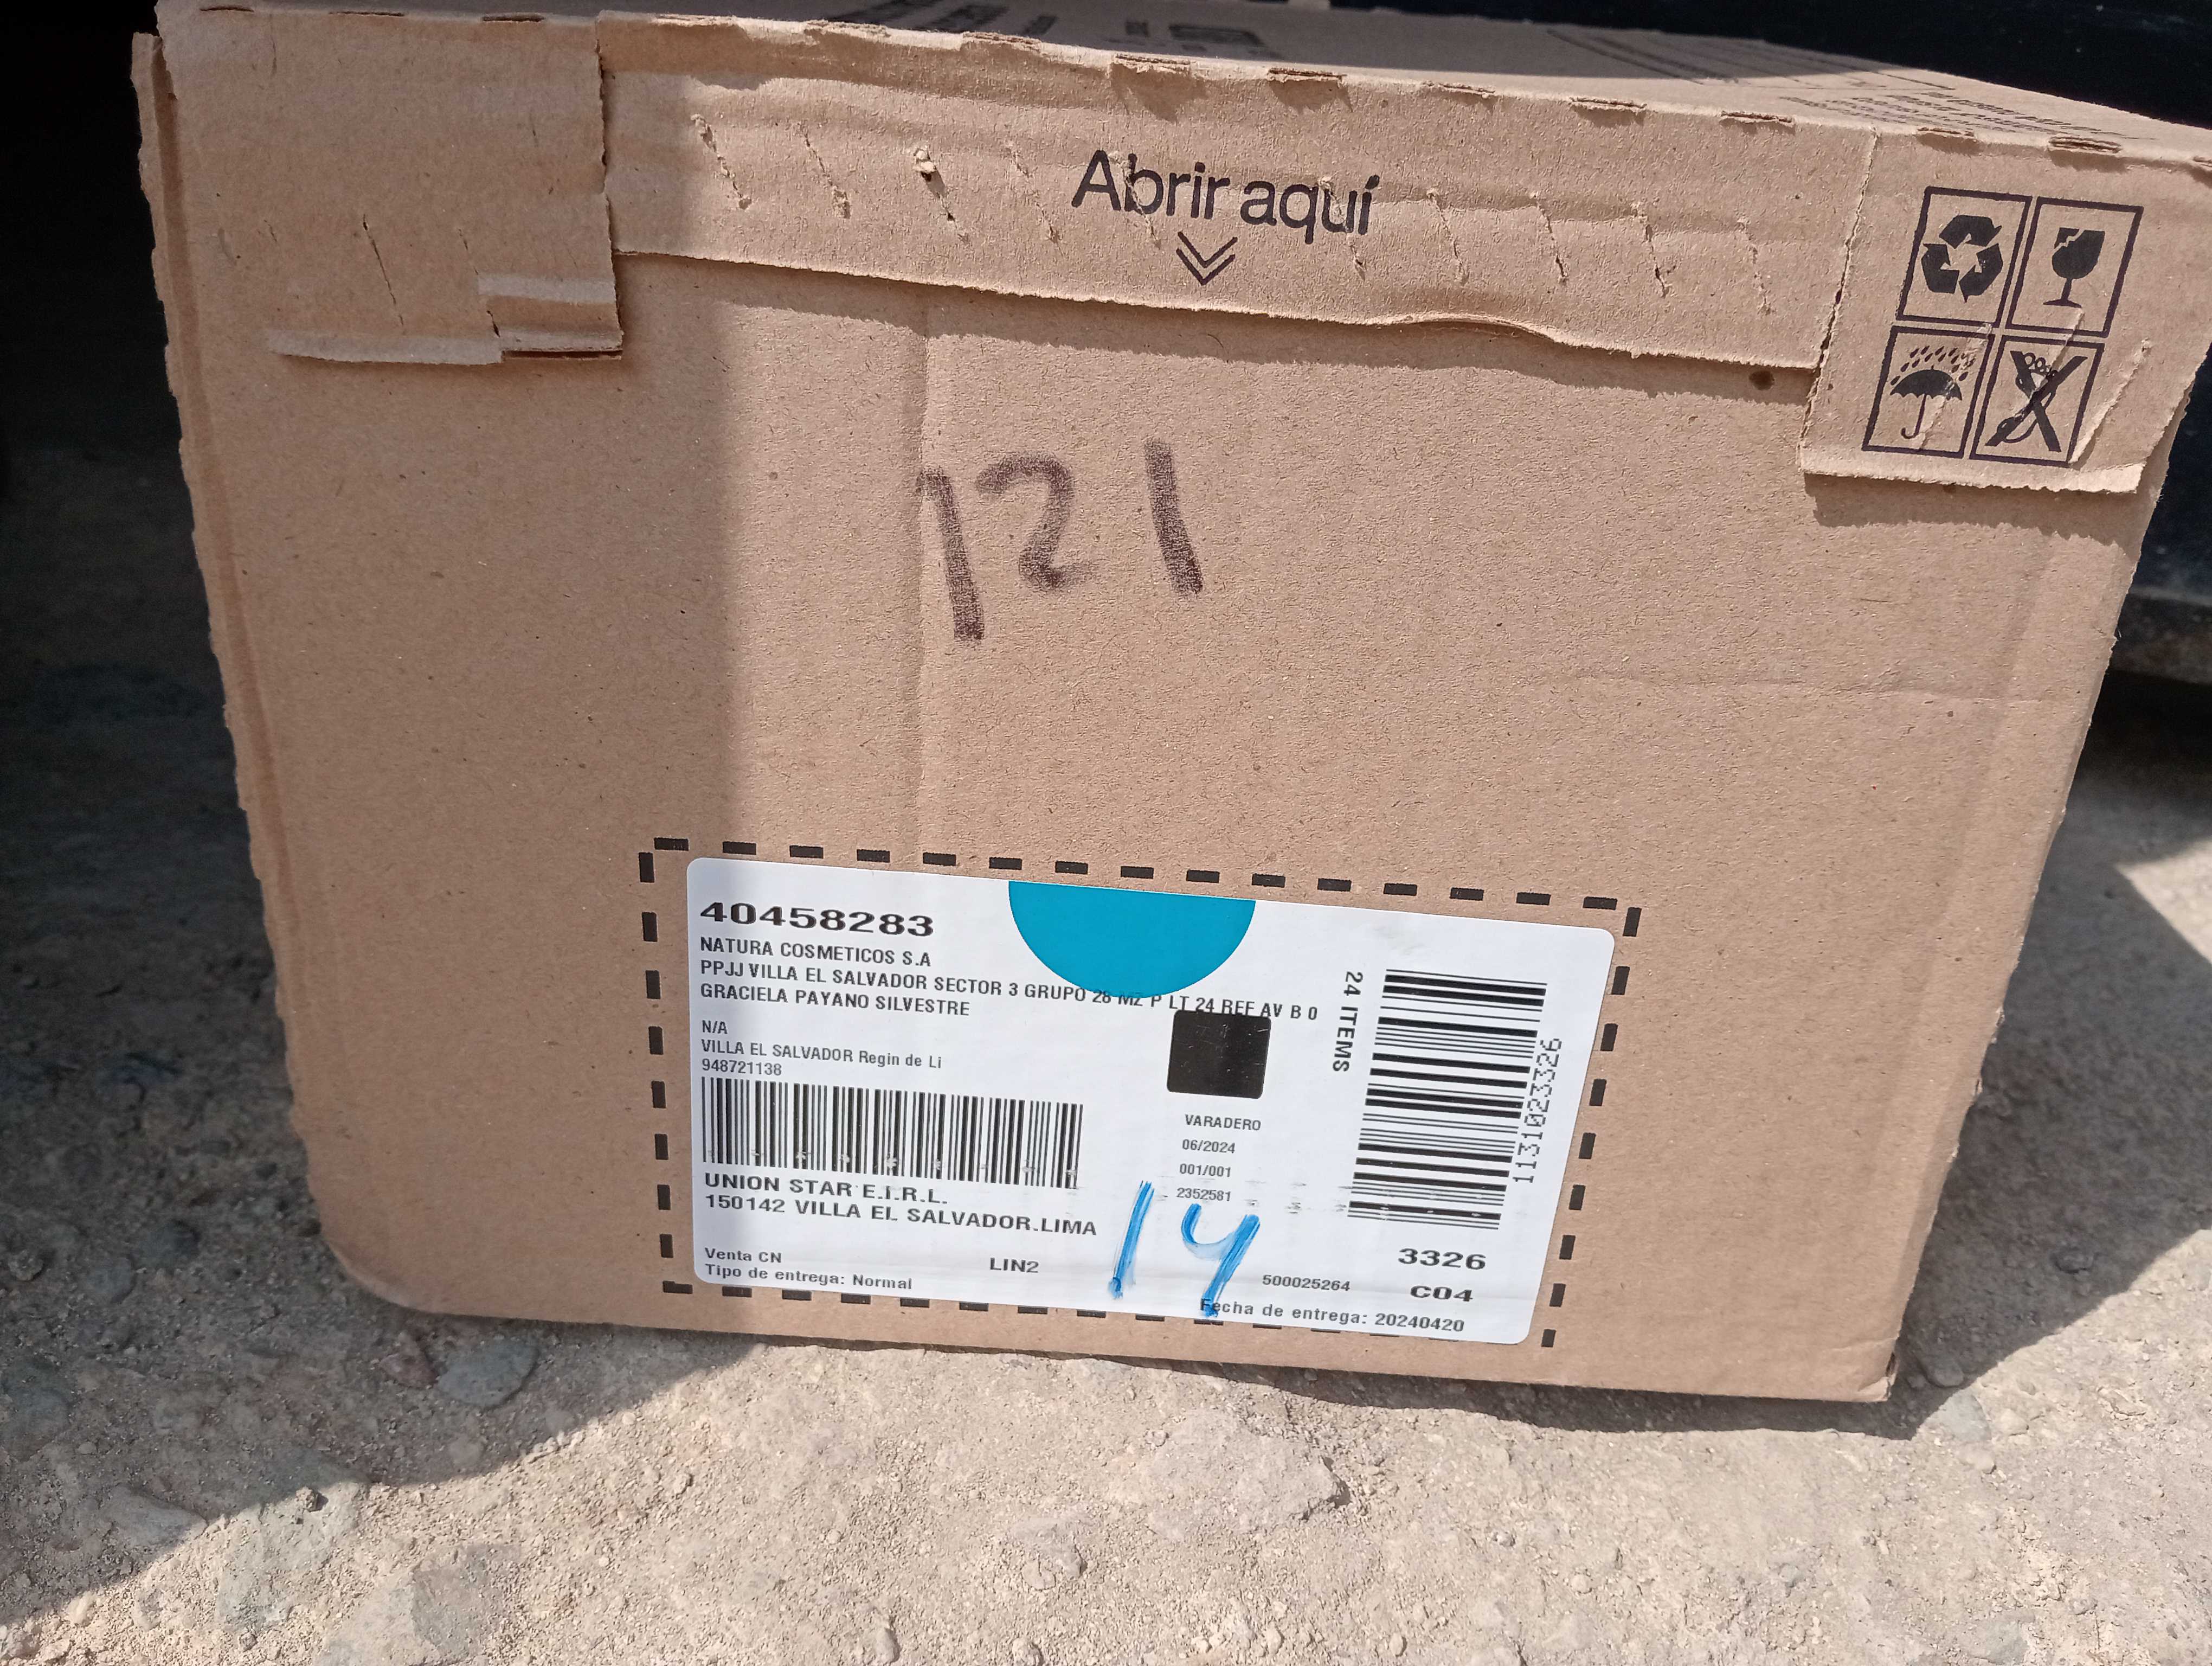 Abrir aquí
121
40458283
NATURA COSMETICOS S.A
PPJJ VILLA EL SALVADOR SECTOR 3 GRUPO 28 MZ P LT 24 REF AV B 0
GRACIELA PAYANO SILVESTRE
N/A
VILLA EL SALVADOR Regin de Li
948721138
24 ITEMS
11310233326
VARADERO
06/2024
001/001
2352581
UNION STAR E.I.R.L.
150142 VILLA EL SALVADOR.LIMA
14
3326
Venta CN
LIN2
500025264
C04
Tipo de entrega: Normal
Fecha de entrega: 20240420